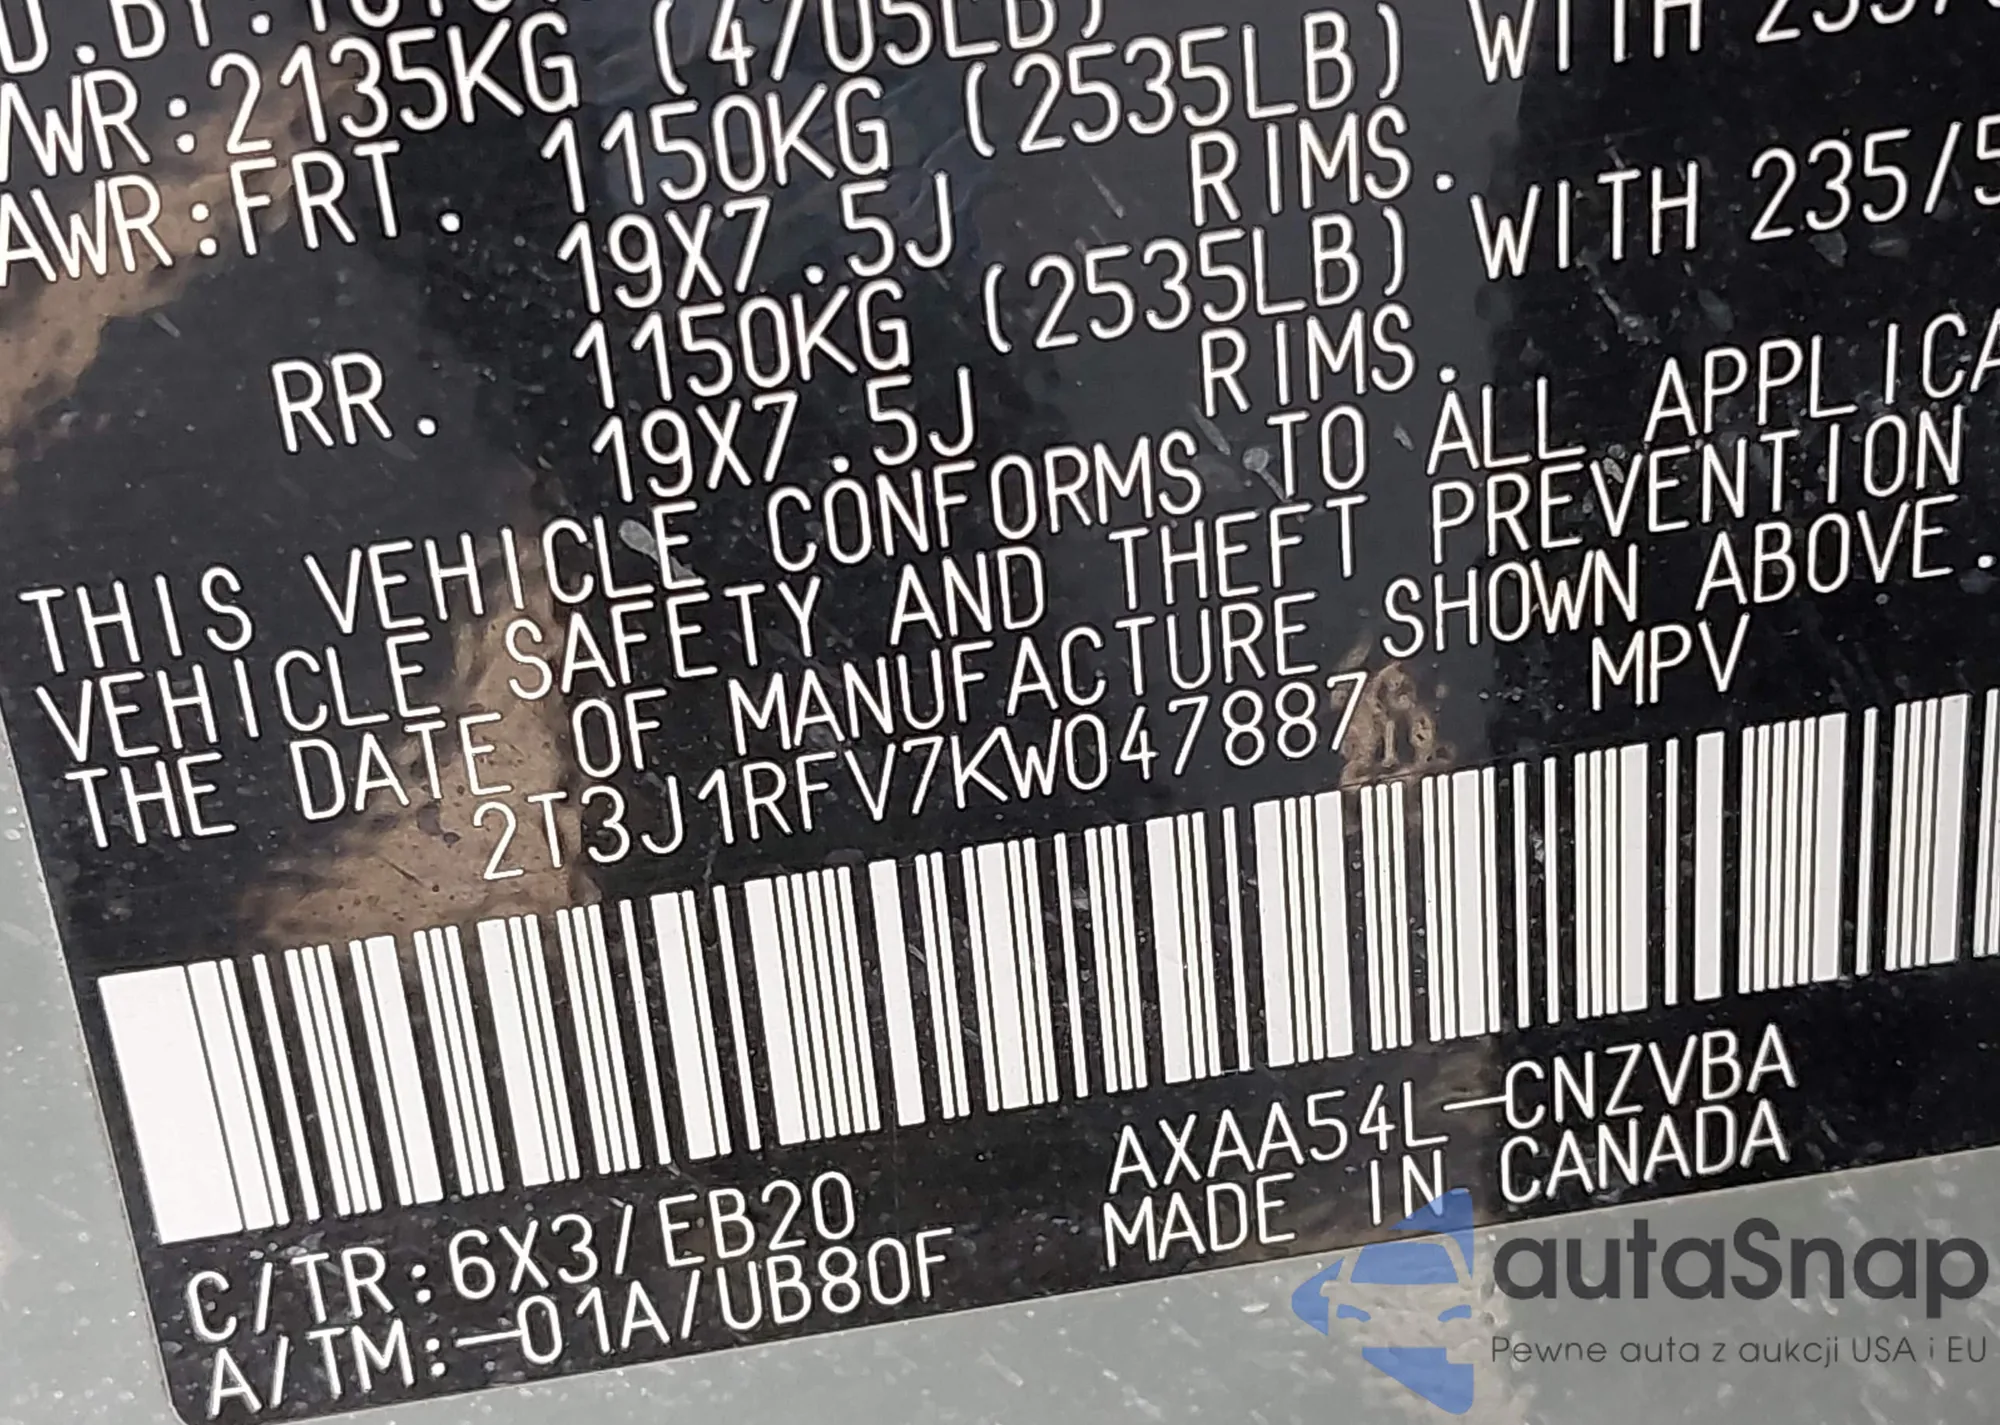 VWR:2135KG (4705LB)
AWR:FRT. 1150KG (2535LB) WITH 235/5
19X7.5J RIMS.
RR. 1150KG (2535LB) WITH 235/5
19X7.5J RIMS.
THIS VEHICLE CONFORMS TO ALL APPLICA
VEHICLE SAFETY AND THEFT PREVENTION
THE DATE OF MANUFACTURE SHOWN ABOVE.
2T3J1RFV7KW047887 MPV
C/TR:6X3/EB20 AXAA54L-CNZVBA
A/TM:-01A/UB80F MADE IN CANADA
autaSnap
Pewne auta z aukcji USA i EU